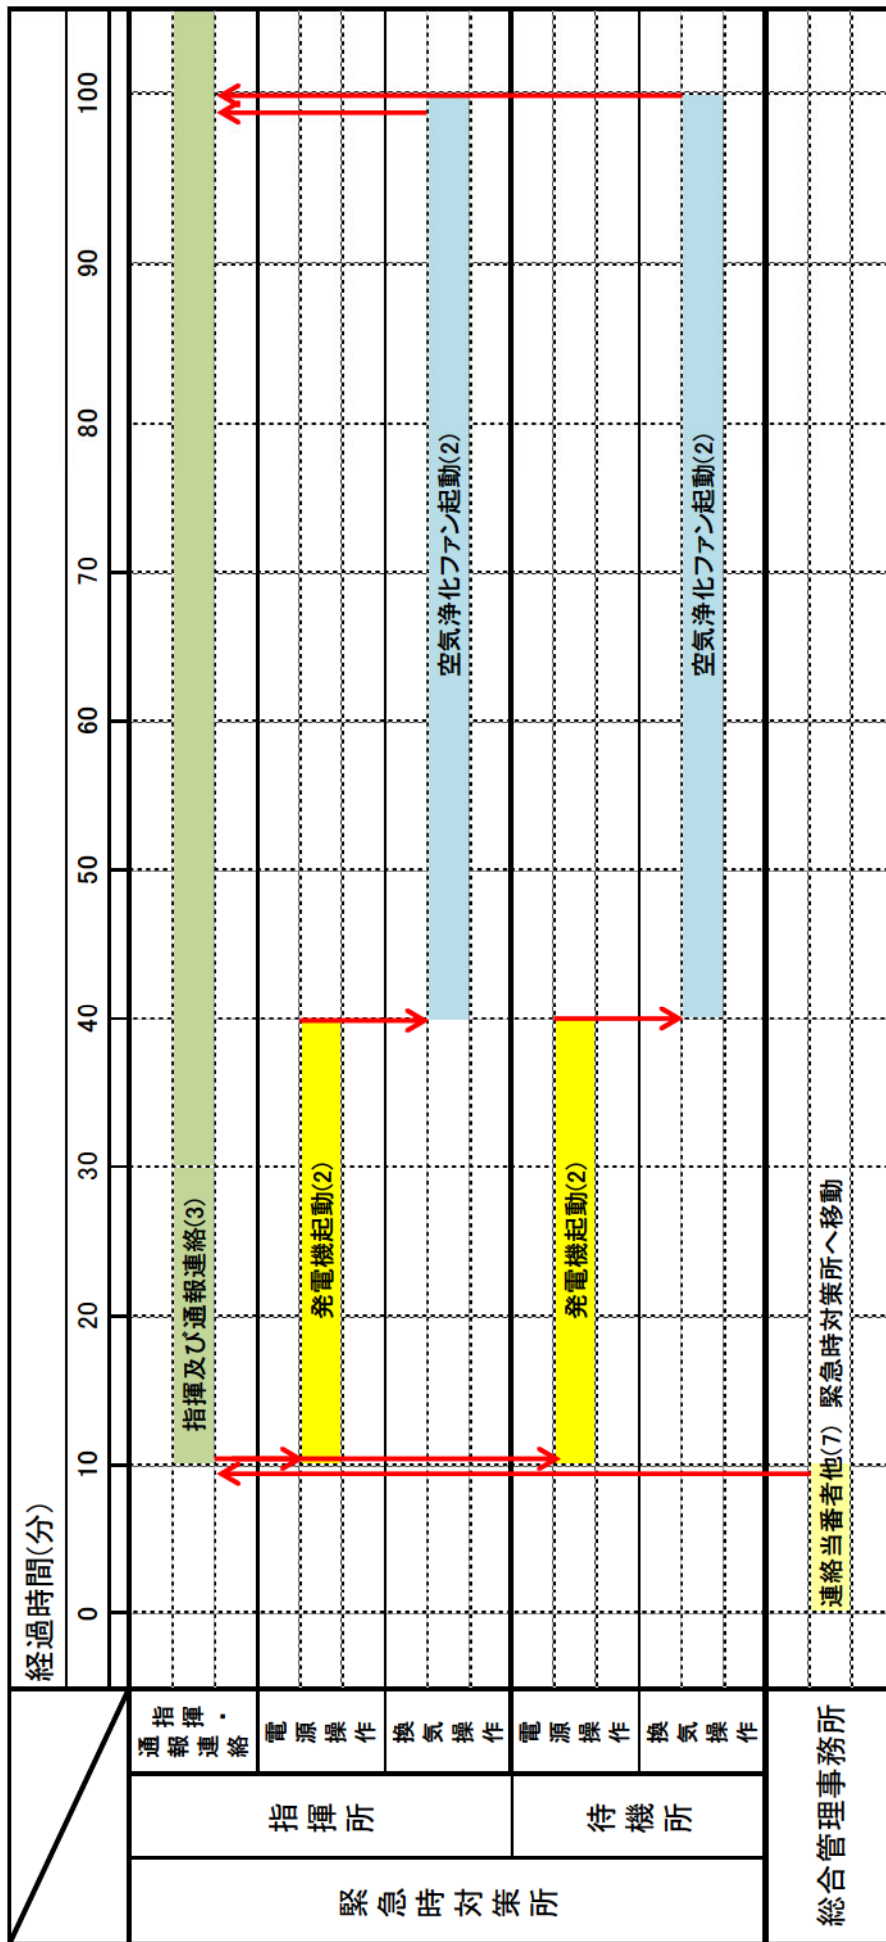 経過時間(分)
0
10
20
30
40
50
60
70
80
90
100
緊急時対策所
指揮所
指揮・
通報連絡
指揮及び通報連絡(3)
電源操作
発電機起動(2)
換気操作
空気浄化ファン起動(2)
待機所
電源操作
発電機起動(2)
換気操作
空気浄化ファン起動(2)
総合管理事務所
連絡当番者他(7) 緊急時対策所へ移動